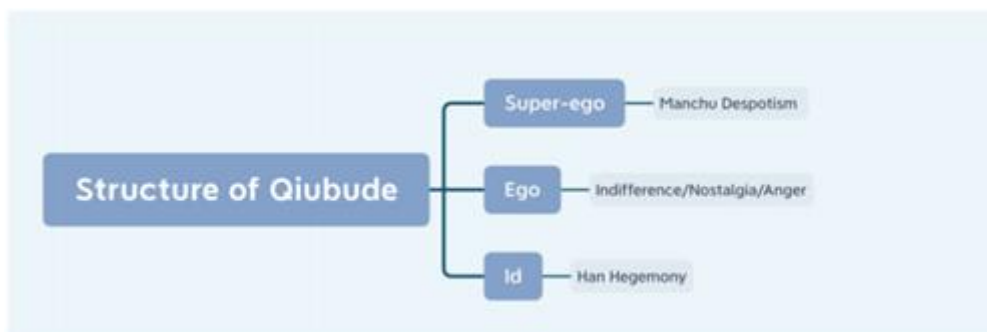 Structure of Qiubude
Super-ego
Manchu Despotism
Ego
Indifference/Nostalgia/Anger
Id
Han Hegemony